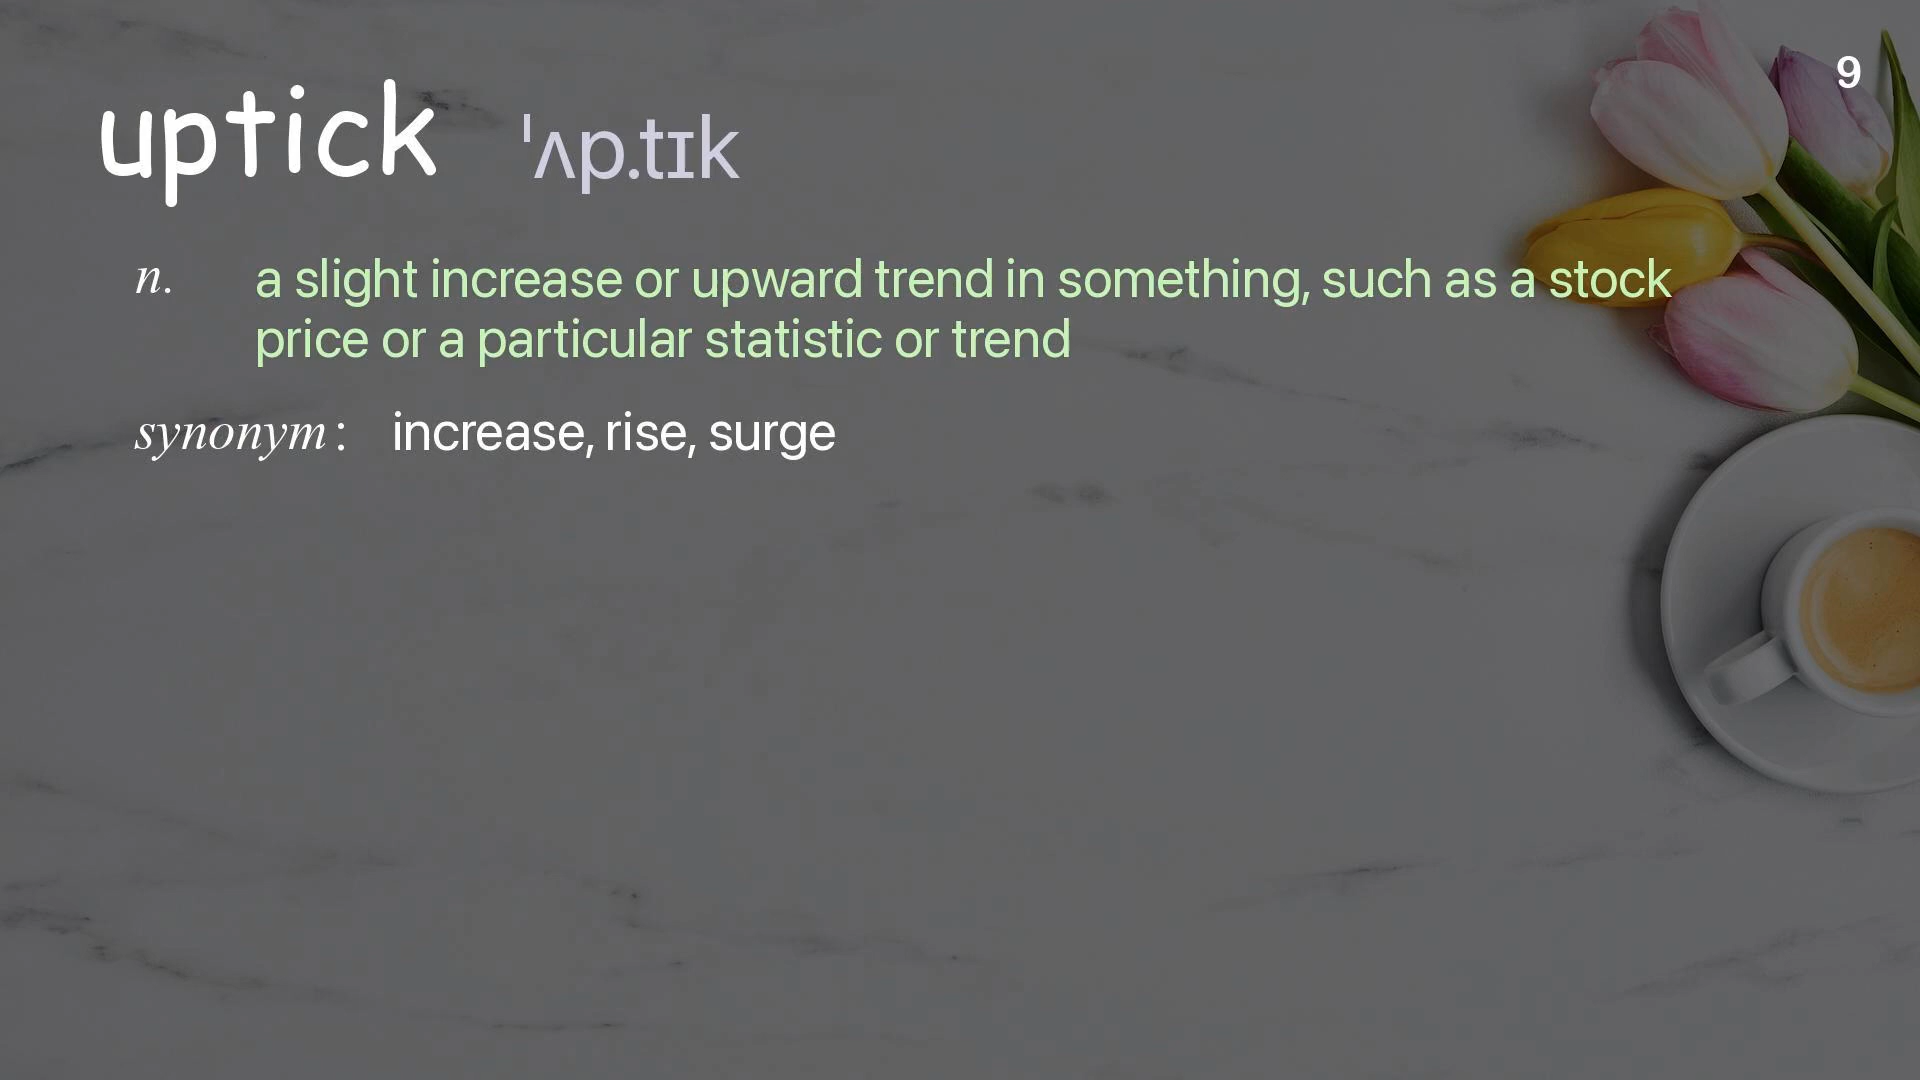 9
uptick ˈʌp.tɪk
n. a slight increase or upward trend in something, such as a stock
price or a particular statistic or trend
synonym: increase, rise, surge